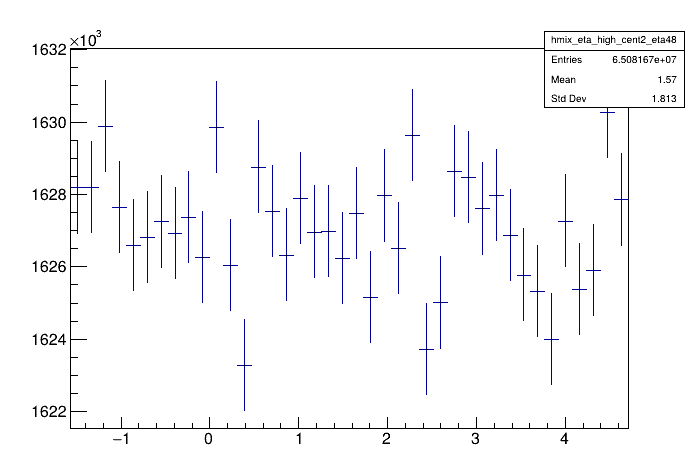 ×10³
hmix_eta_high_cent2_eta48
Entries 6.508167e+07
Mean 1.57
Std Dev 1.813
1632
1630
1628
1626
1624
1622
−1 0 1 2 3 4